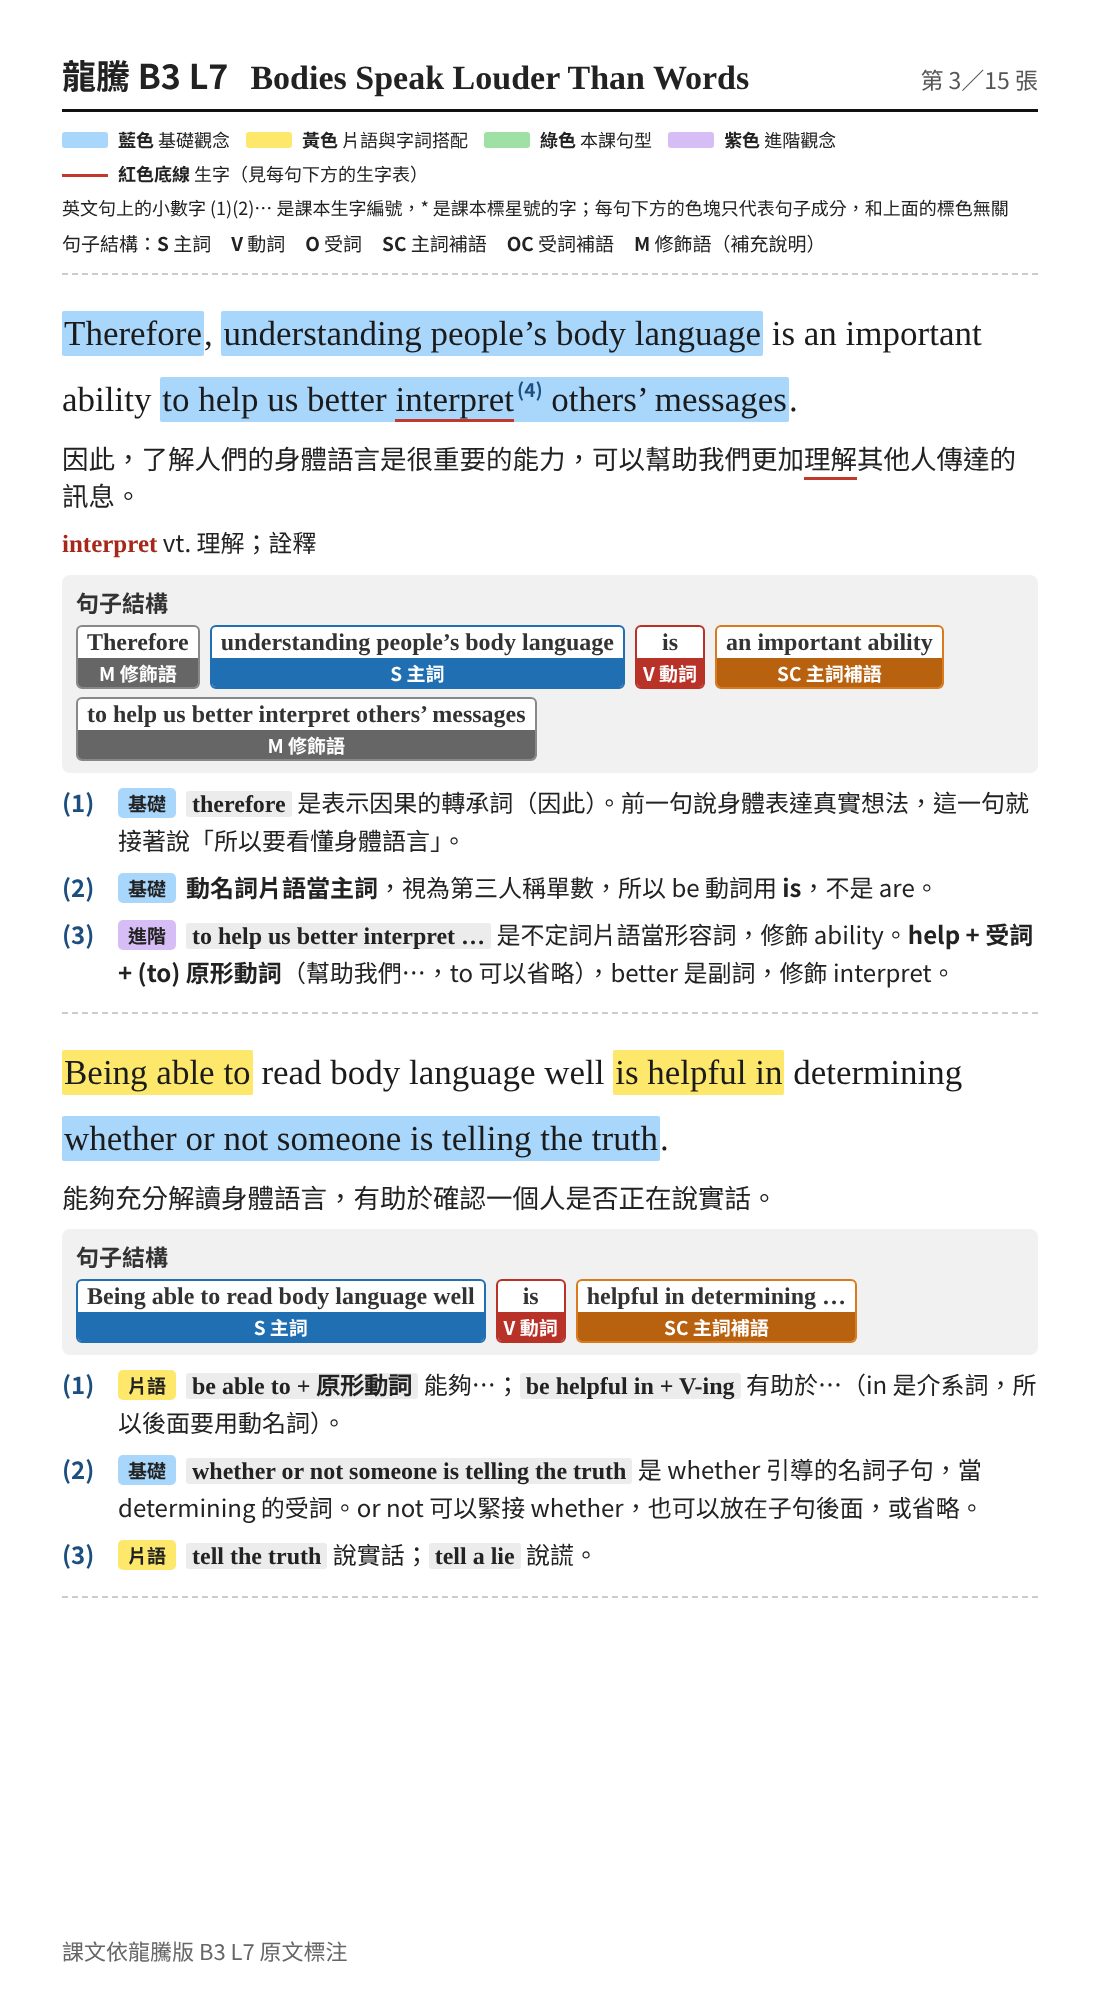 龍騰 B3 L7 Bodies Speak Louder Than Words 第 3／15 張
藍色 基礎觀念 黃色 片語與字詞搭配 綠色 本課句型 紫色 進階觀念
紅色底線 生字（見每句下方的生字表）
英文句上的小數字 (1)(2)⋯ 是課本生字編號，* 是課本標星號的字；每句下方的色塊只代表句子成分，和上面的標色無關
句子結構：S 主詞 V 動詞 O 受詞 SC 主詞補語 OC 受詞補語 M 修飾語（補充說明）
Therefore, understanding people’s body language is an important
ability to help us better interpret(4) others’ messages.
因此，了解人們的身體語言是很重要的能力，可以幫助我們更加理解其他人傳達的
訊息。
interpret vt. 理解；詮釋
句子結構
Therefore understanding people’s body language is an important ability
M 修飾語 S 主詞 V 動詞 SC 主詞補語
to help us better interpret others’ messages
M 修飾語
(1) 基礎 therefore 是表示因果的轉承詞（因此）。前一句說身體表達真實想法，這一句就
接著說「所以要看懂身體語言」。
(2) 基礎 動名詞片語當主詞，視為第三人稱單數，所以 be 動詞用 is，不是 are。
(3) 進階 to help us better interpret … 是不定詞片語當形容詞，修飾 ability。help + 受詞
+ (to) 原形動詞（幫助我們⋯，to 可以省略），better 是副詞，修飾 interpret。
Being able to read body language well is helpful in determining
whether or not someone is telling the truth.
能夠充分解讀身體語言，有助於確認一個人是否正在說實話。
句子結構
Being able to read body language well is helpful in determining …
S 主詞 V 動詞 SC 主詞補語
(1) 片語 be able to + 原形動詞 能夠⋯；be helpful in + V-ing 有助於⋯（in 是介系詞，所
以後面要用動名詞）。
(2) 基礎 whether or not someone is telling the truth 是 whether 引導的名詞子句，當
determining 的受詞。or not 可以緊接 whether，也可以放在子句後面，或省略。
(3) 片語 tell the truth 說實話；tell a lie 說謊。
課文依龍騰版 B3 L7 原文標注